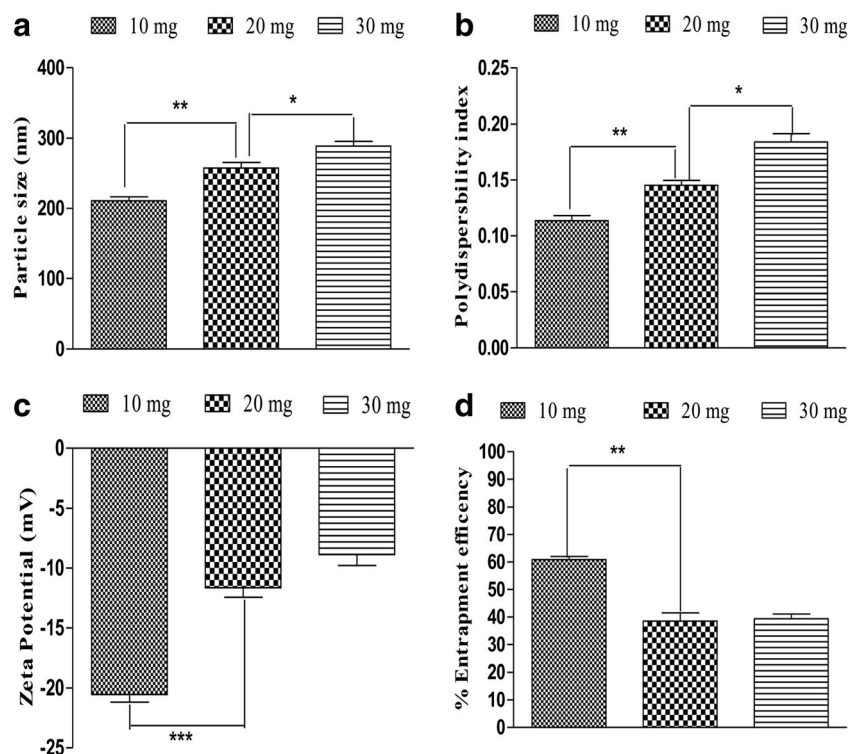 a
10 mg 20 mg 30 mg
400
300
200
100
0
Particle size (nm)
** *
b
10 mg 20 mg 30 mg
0.25
0.20
0.15
0.10
0.05
0.00
Polydispersbility index
** *
c
10 mg 20 mg 30 mg
0
-5
-10
-15
-20
-25
Zeta Potential (mV)
***
d
10 mg 20 mg 30 mg
100
90
80
70
60
50
40
30
20
10
0
% Entrapment efficency
**